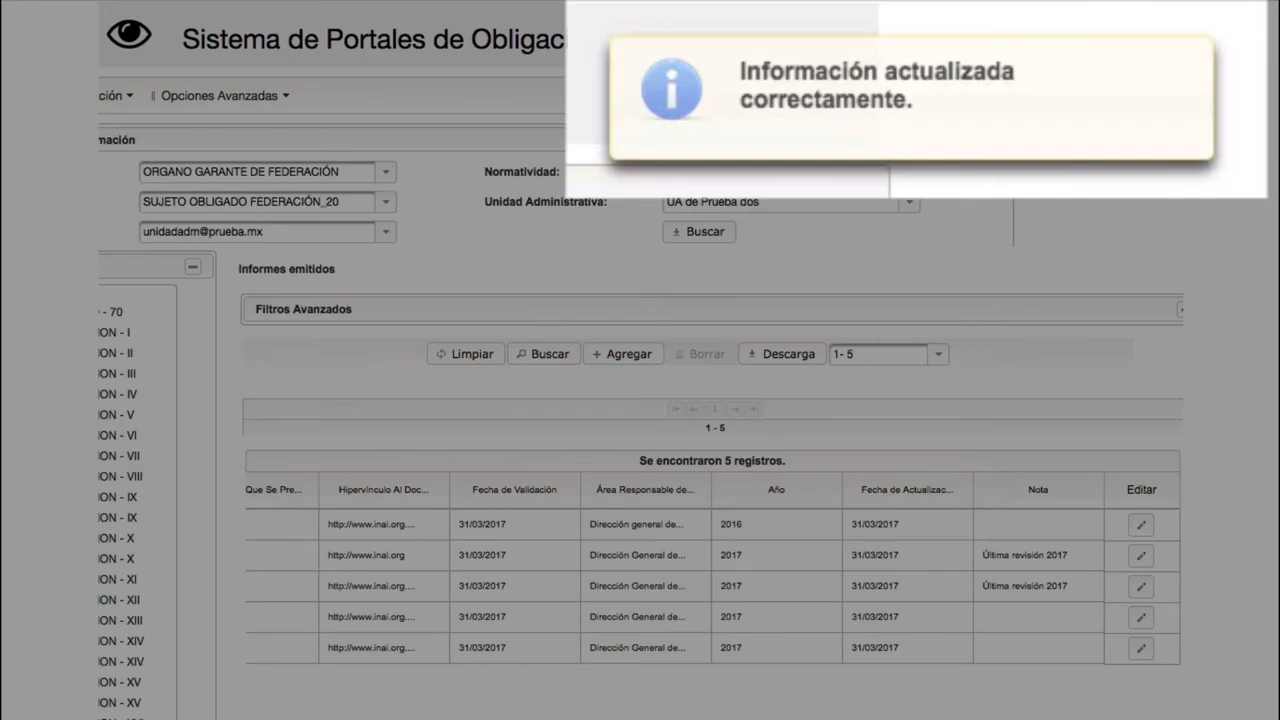 Sistema de Portales de Obligac
Información actualizada
correctamente.
ción
Opciones Avanzadas
mación
ORGANO GARANTE DE FEDERACIÓN
Normatividad:
SUJETO OBLIGADO FEDERACIÓN_20
Unidad Administrativa:
UA de Prueba dos
unidadadm@prueba.mx
Buscar
Informes emitidos
Filtros Avanzados
- 70
ION - I
ION - II
ION - III
ION - IV
ION - V
ION - VI
ION - VII
ION - VIII
ION - IX
ION - IX
ION - X
ION - X
ION - XI
ION - XII
ION - XIII
ION - XIV
ION - XIV
ION - XV
ION - XV
Limpiar Buscar Agregar Borrar Descarga 1- 5
1
1 - 5
Se encontraron 5 registros.
Que Se Pre... Hipervínculo Al Doc... Fecha de Validación Área Responsable de... Año Fecha de Actualizac... Nota Editar
http://www.inai.org.... 31/03/2017 Dirección general de... 2016 31/03/2017
http://www.inai.org 31/03/2017 Dirección General de... 2017 31/03/2017 Última revisión 2017
http://www.inai.org.... 31/03/2017 Dirección General de... 2017 31/03/2017 Última revisión 2017
http://www.inai.org.... 31/03/2017 Dirección General de... 2017 31/03/2017
http://www.inai.org.... 31/03/2017 Dirección General de... 2017 31/03/2017